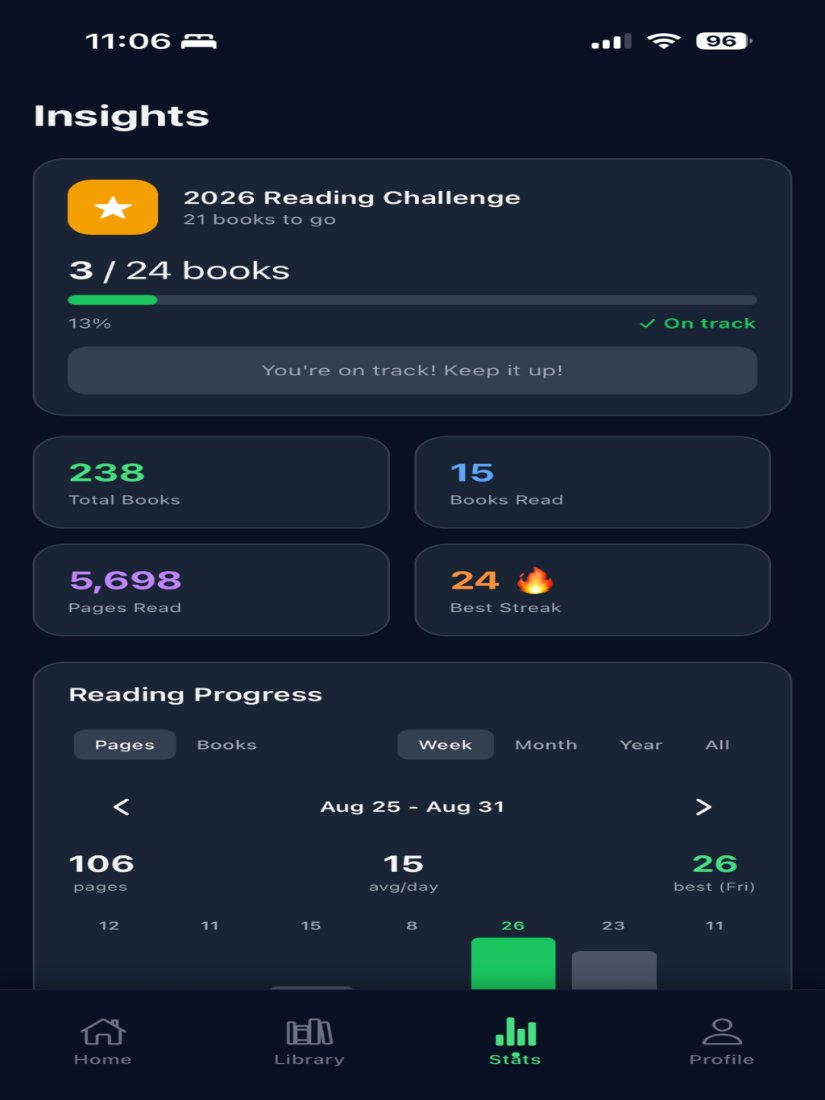 11:06 96
Insights
2026 Reading Challenge
21 books to go
3 / 24 books
13% ✓ On track
You're on track! Keep it up!
238 15
Total Books Books Read
5,698 24 🔥
Pages Read Best Streak
Reading Progress
Pages Books Week Month Year All
< Aug 25 - Aug 31 >
106 15 26
pages avg/day best (Fri)
12 11 15 8 26 23 11
Home Library Stats Profile